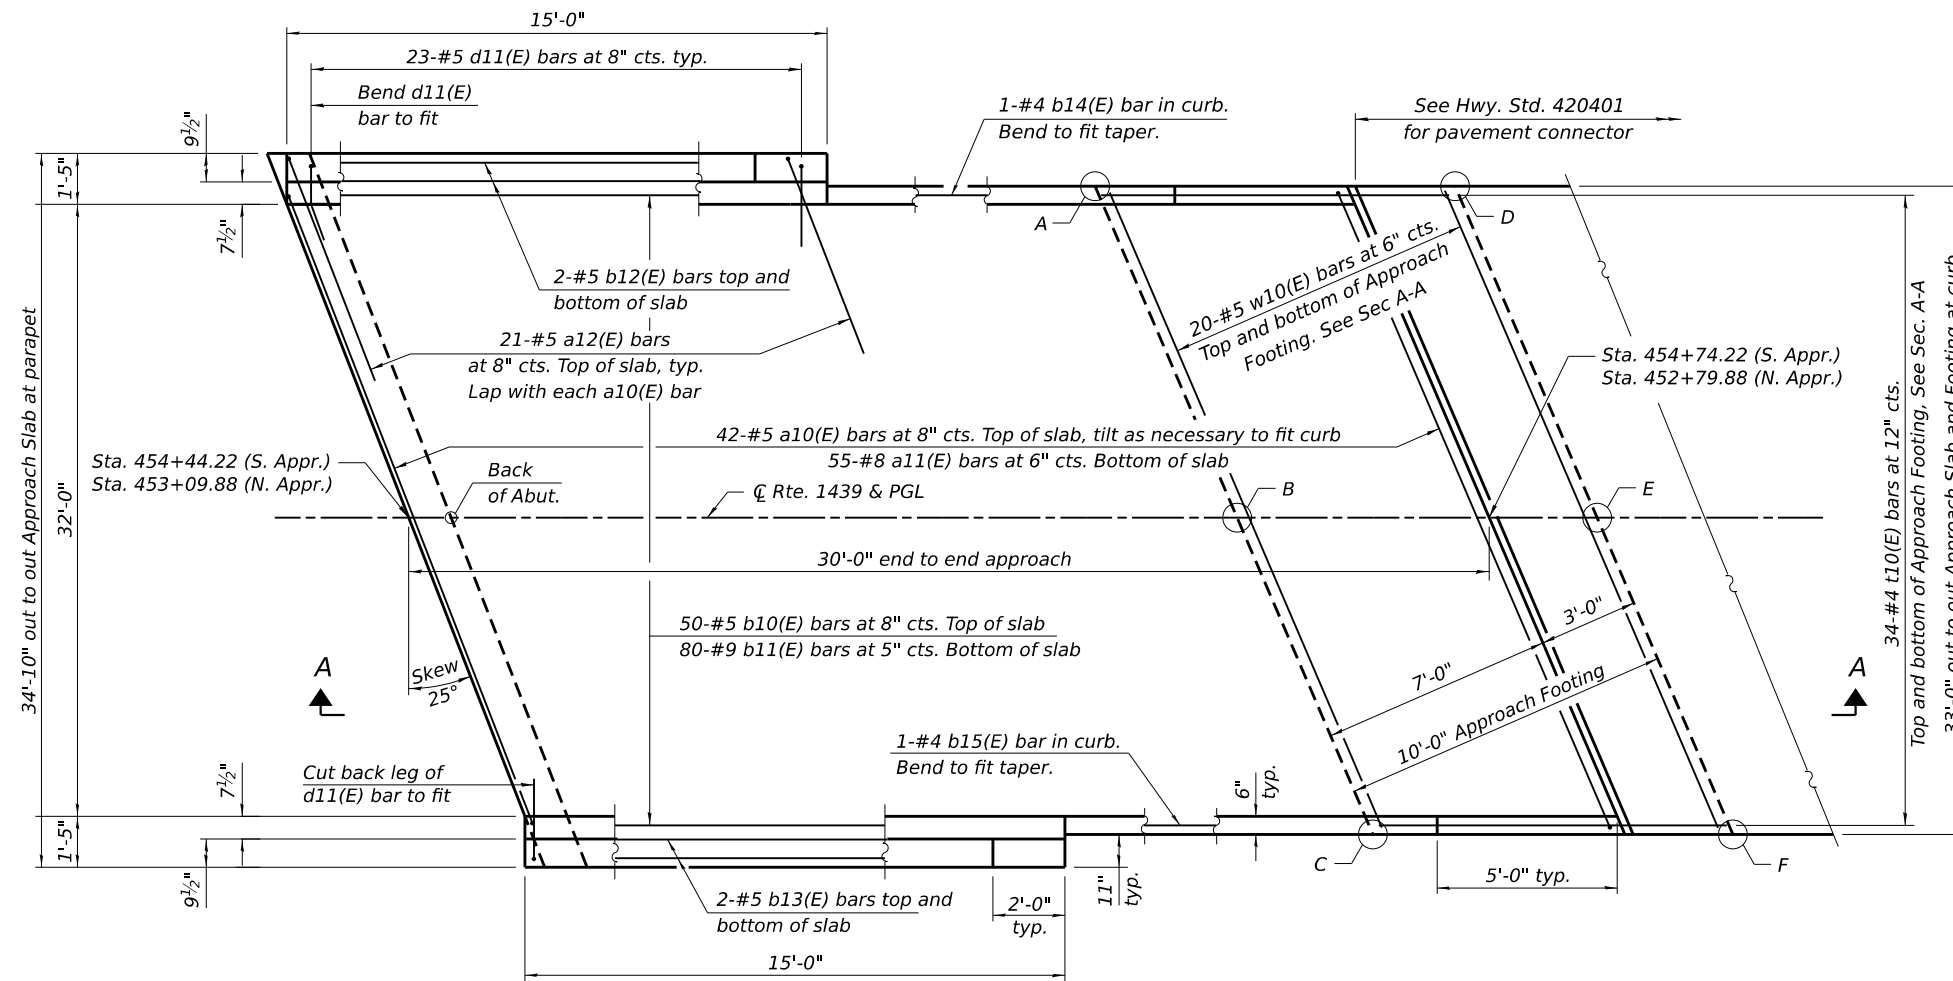 15'-0"
23-#5 d11(E) bars at 8" cts. typ.
Bend d11(E)
bar to fit
9½"
1'-5"
7½"
1-#4 b14(E) bar in curb.
Bend to fit taper.
See Hwy. Std. 420401
for pavement connector
A
D
2-#5 b12(E) bars top and
bottom of slab
20-#5 w10(E) bars at 6" cts.
Top and bottom of Approach
Footing. See Sec A-A
21-#5 a12(E) bars
at 8" cts. Top of slab, typ.
Lap with each a10(E) bar
Sta. 454+74.22 (S. Appr.)
Sta. 452+79.88 (N. Appr.)
34'-10" out to out Approach Slab at parapet
32'-0"
42-#5 a10(E) bars at 8" cts. Top of slab, tilt as necessary to fit curb
55-#8 a11(E) bars at 6" cts. Bottom of slab
Sta. 454+44.22 (S. Appr.)
Sta. 453+09.88 (N. Appr.)
Back
of Abut.
℄ Rte. 1439 & PGL
B
E
30'-0" end to end approach
34-#4 t10(E) bars at 12" cts.
Top and bottom of Approach Footing, See Sec. A-A
33'-0" out to out Approach Slab and Footing at curb
50-#5 b10(E) bars at 8" cts. Top of slab
80-#9 b11(E) bars at 5" cts. Bottom of slab
3'-0"
7'-0"
10'-0" Approach Footing
A
Skew
25°
A
1-#4 b15(E) bar in curb.
Bend to fit taper.
Cut back leg of
d11(E) bar to fit
7½"
1'-5"
9½"
6"
typ.
C
F
5'-0" typ.
11"
typ.
2-#5 b13(E) bars top and
bottom of slab
2'-0"
typ.
15'-0"